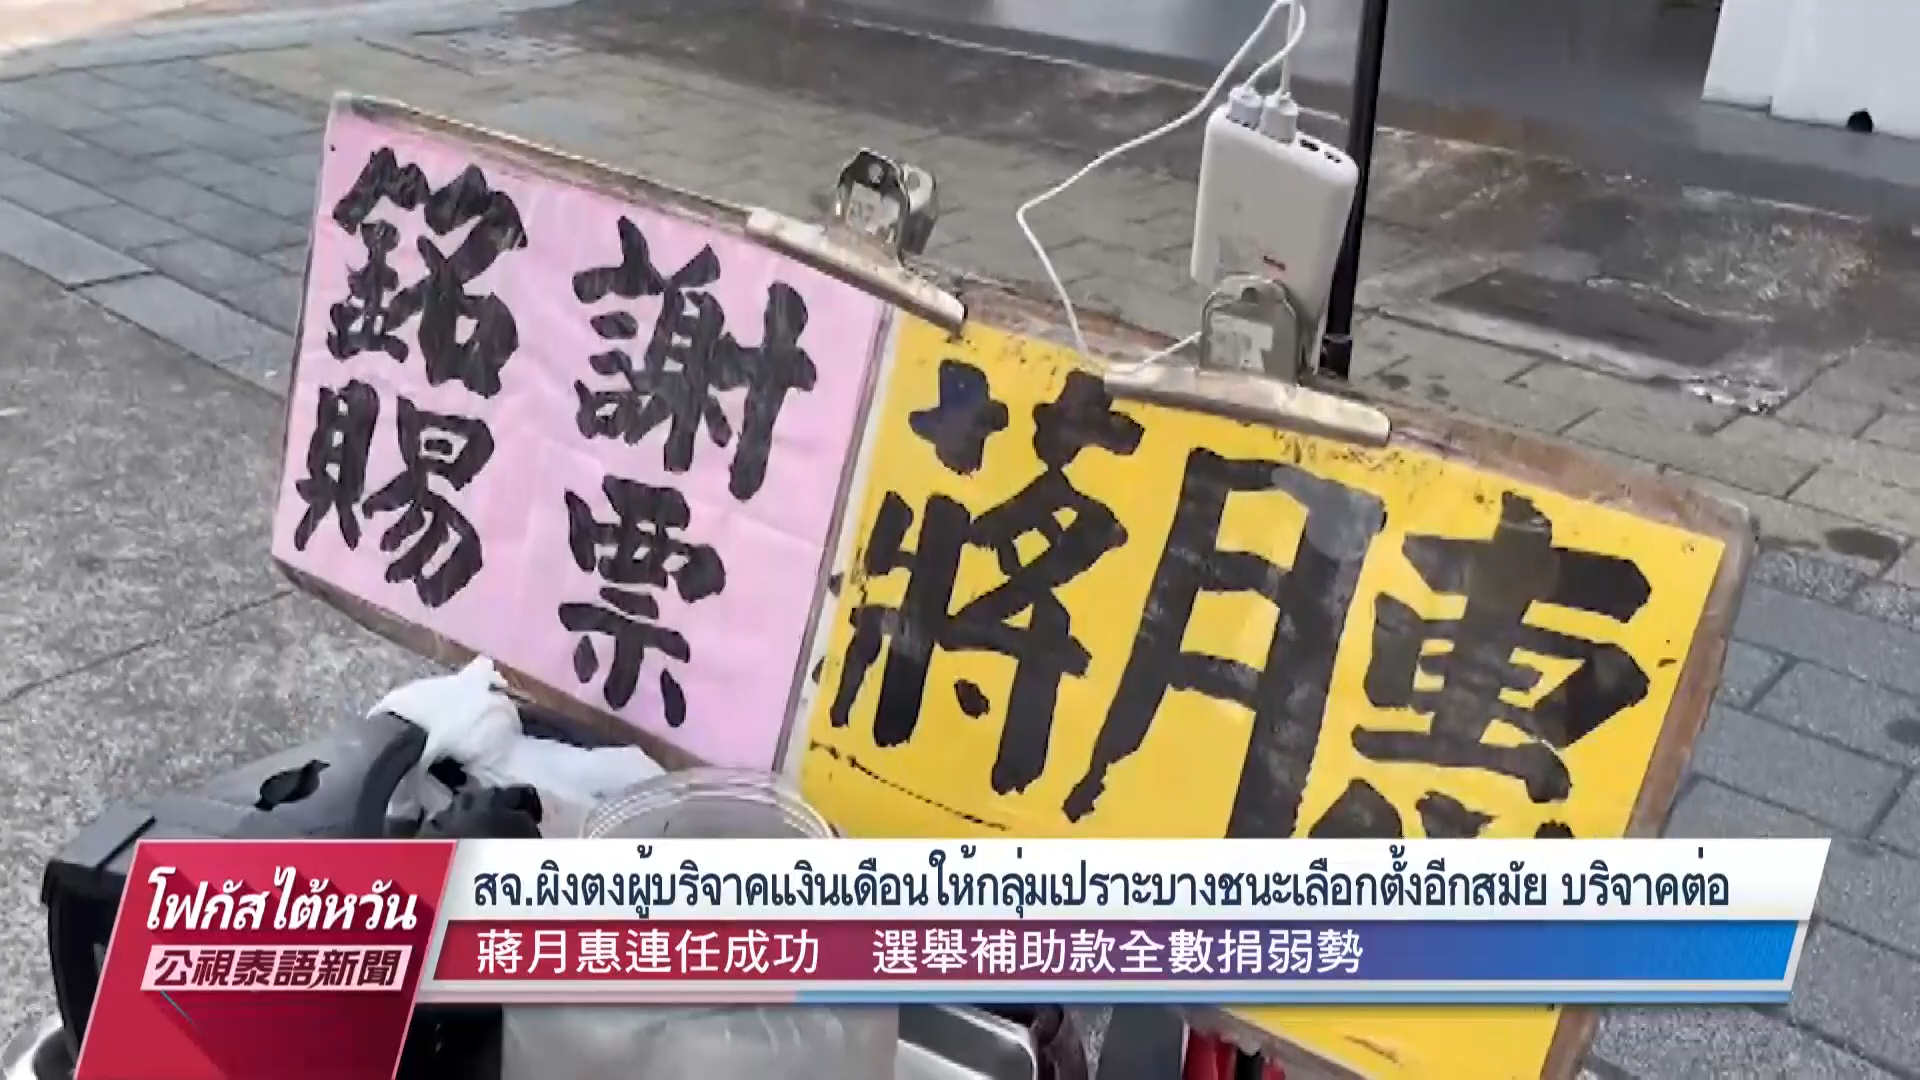 銘賜
謝票
蔣月惠
โฟกัสไต้หวัน
公視泰語新聞
สจ.ผิงตงผู้บริจาคเงินเดือนให้กลุ่มเปราะบางชนะเลือกตั้งอีกสมัย บริจาคต่อ
蔣月惠連任成功 選舉補助款全數捐弱勢